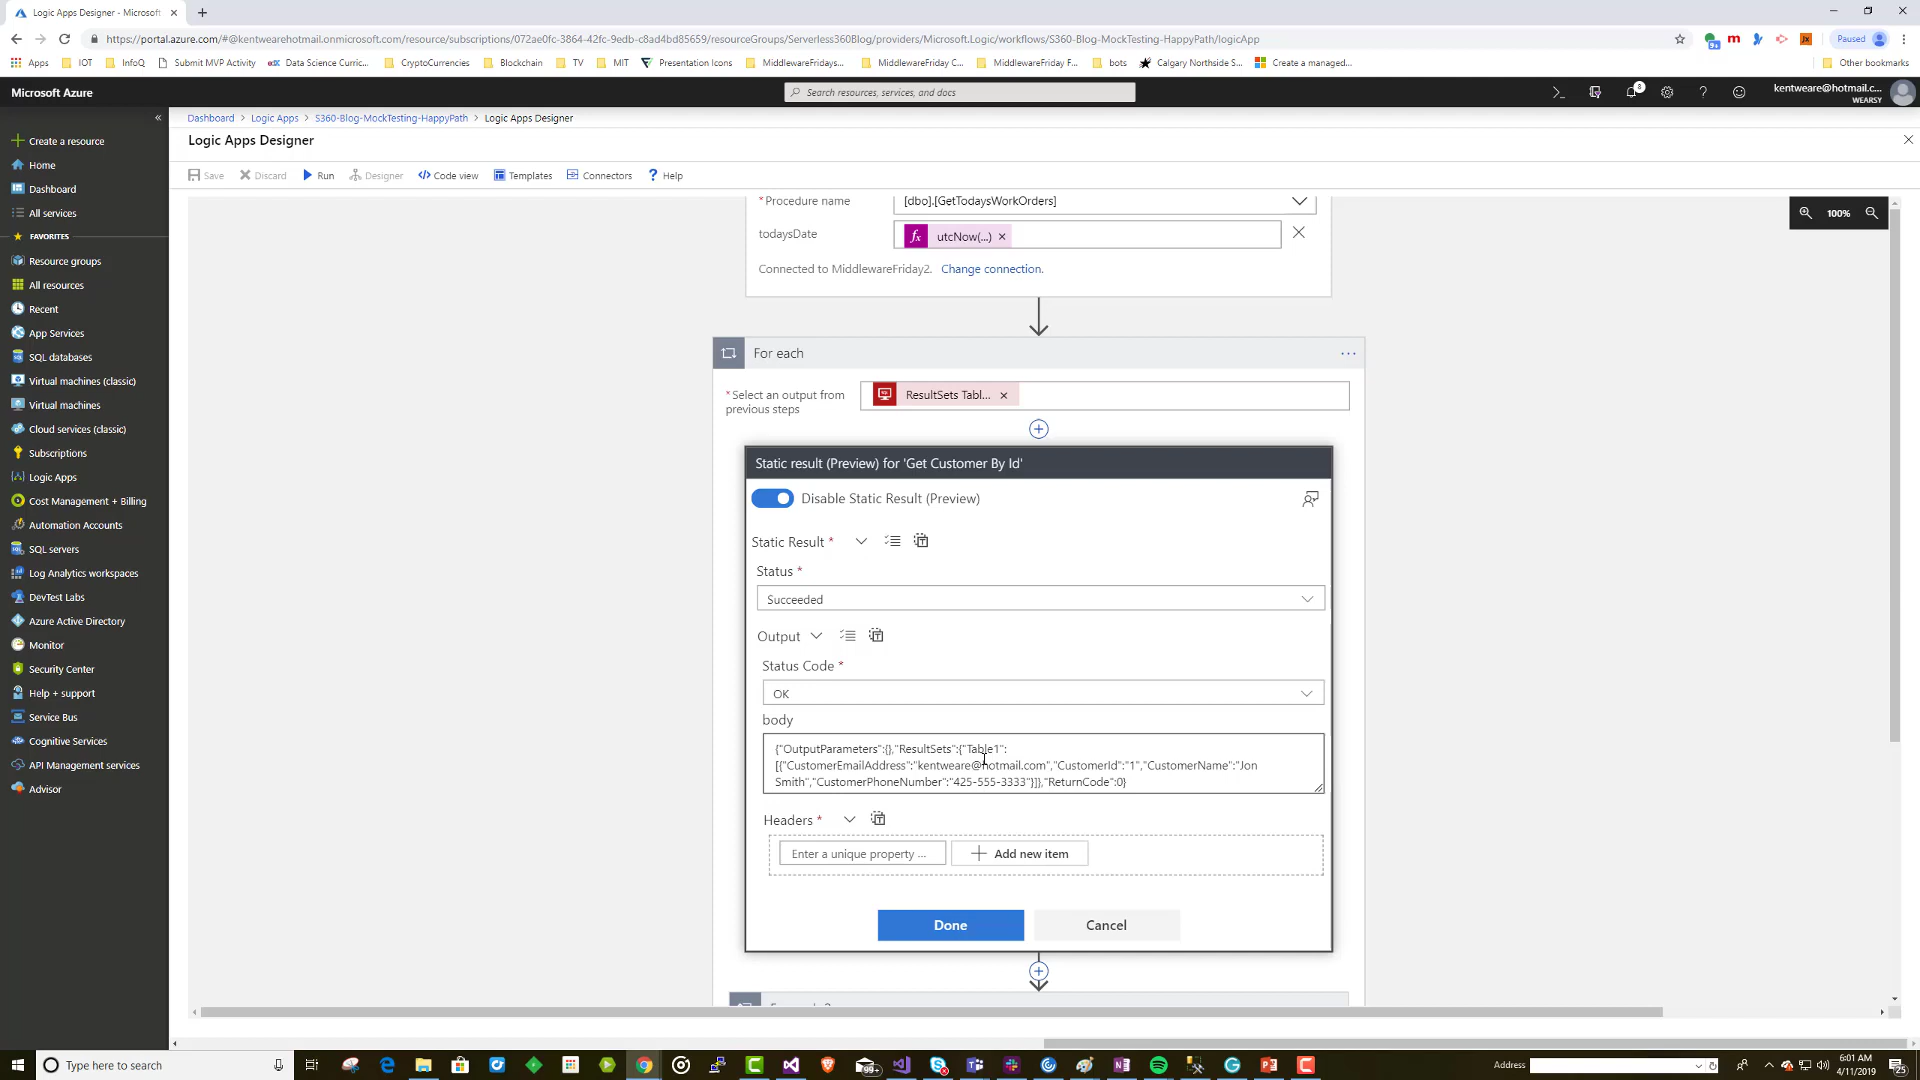 Logic Apps Designer - Microsoft
https://portal.azure.com/#@kentwearehotmail.onmicrosoft.com/resource/subscriptions/072ae0fc-3864-42fc-9edb-c8ad4bd85659/resourceGroups/Serverless360Blog/providers/Microsoft.Logic/workflows/S360-Blog-MockTesting-HappyPath/logicApp
Paused
Apps IOT InfoQ Submit MVP Activity Data Science Curric... CryptoCurrencies Blockchain TV MIT Presentation Icons MiddlewareFridays... MiddlewareFriday C... MiddlewareFriday F... bots Calgary Northside S... Create a managed... Other bookmarks
Microsoft Azure
Search resources, services, and docs
kentweare@hotmail.c...
WEARSY
Dashboard > Logic Apps > S360-Blog-MockTesting-HappyPath > Logic Apps Designer
Logic Apps Designer
Save Discard Run Designer Code view Templates Connectors Help
Create a resource
Home
Dashboard
All services
FAVORITES
Resource groups
All resources
Recent
App Services
SQL databases
Virtual machines (classic)
Virtual machines
Cloud services (classic)
Subscriptions
Logic Apps
Cost Management + Billing
Automation Accounts
SQL servers
Log Analytics workspaces
DevTest Labs
Azure Active Directory
Monitor
Security Center
Help + support
Service Bus
Cognitive Services
API Management services
Advisor
100%
*Procedure name
[dbo].[GetTodaysWorkOrders]
todaysDate
fx utcNow(...) ×
Connected to MiddlewareFriday2. Change connection.
For each
*Select an output from
previous steps
ResultSets Tabl... ×
Static result (Preview) for 'Get Customer By Id'
Disable Static Result (Preview)
Static Result *
Status *
Succeeded
Output
Status Code *
OK
body
{"OutputParameters":{},"ResultSets":{"Table1":
[{"CustomerEmailAddress":"kentweare@hotmail.com","CustomerId":"1","CustomerName":"Jon
Smith","CustomerPhoneNumber":"425-555-3333"}]},"ReturnCode":0}
Headers *
Enter a unique property ...
Add new item
Done
Cancel
Type here to search
99+
Address
6:01 AM
4/11/2019
25